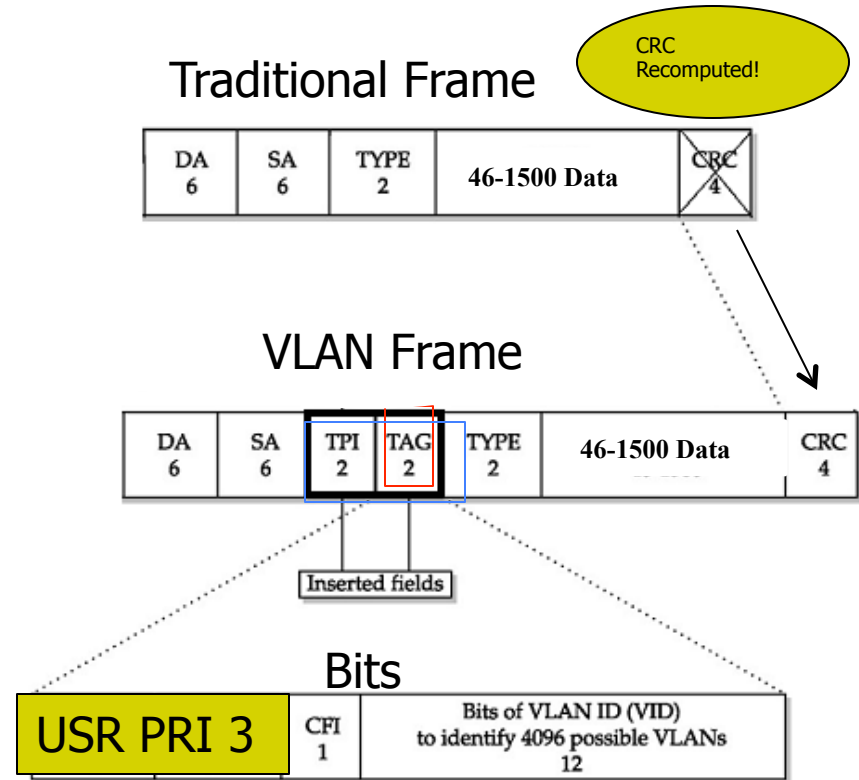 CRC
Recomputed!
Traditional Frame
DA SA TYPE 46-1500 Data CRC
6 6 2 4
VLAN Frame
DA SA TPI TAG TYPE 46-1500 Data CRC
6 6 2 2 2 4
Inserted fields
Bits
USR PRI 3
CFI
1
Bits of VLAN ID (VID)
to identify 4096 possible VLANs
12